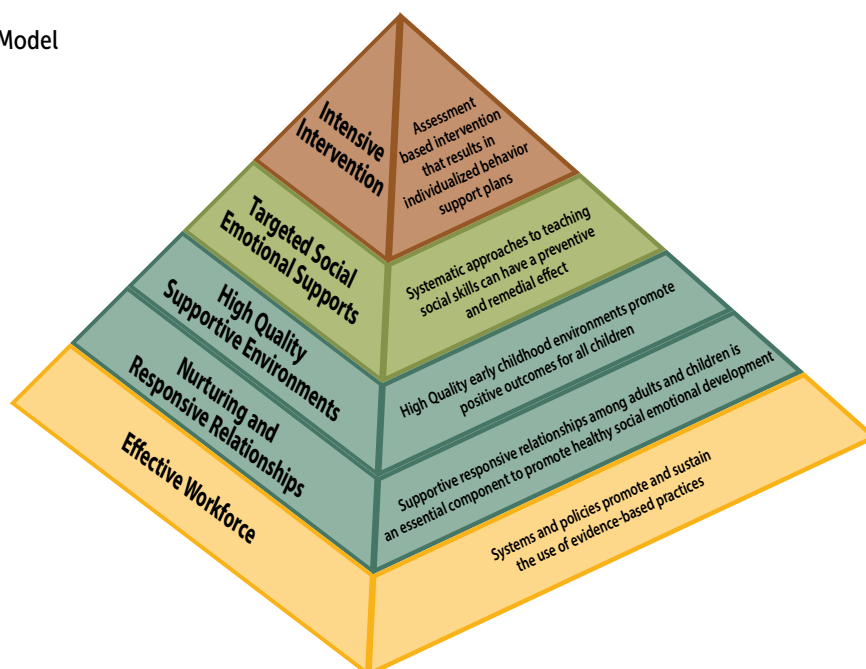 Model
Intensive
Intervention
Assessment
based intervention
that results in
individualized behavior
support plans
Targeted Social
Emotional Supports
Systematic approaches to teaching
social skills can have a preventive
and remedial effect
High Quality
Supportive Environments
High Quality early childhood environments promote
positive outcomes for all children
Nurturing and
Responsive Relationships
Supportive responsive relationships among adults and children is
an essential component to promote healthy social emotional development
Effective Workforce
Systems and policies promote and sustain
the use of evidence-based practices